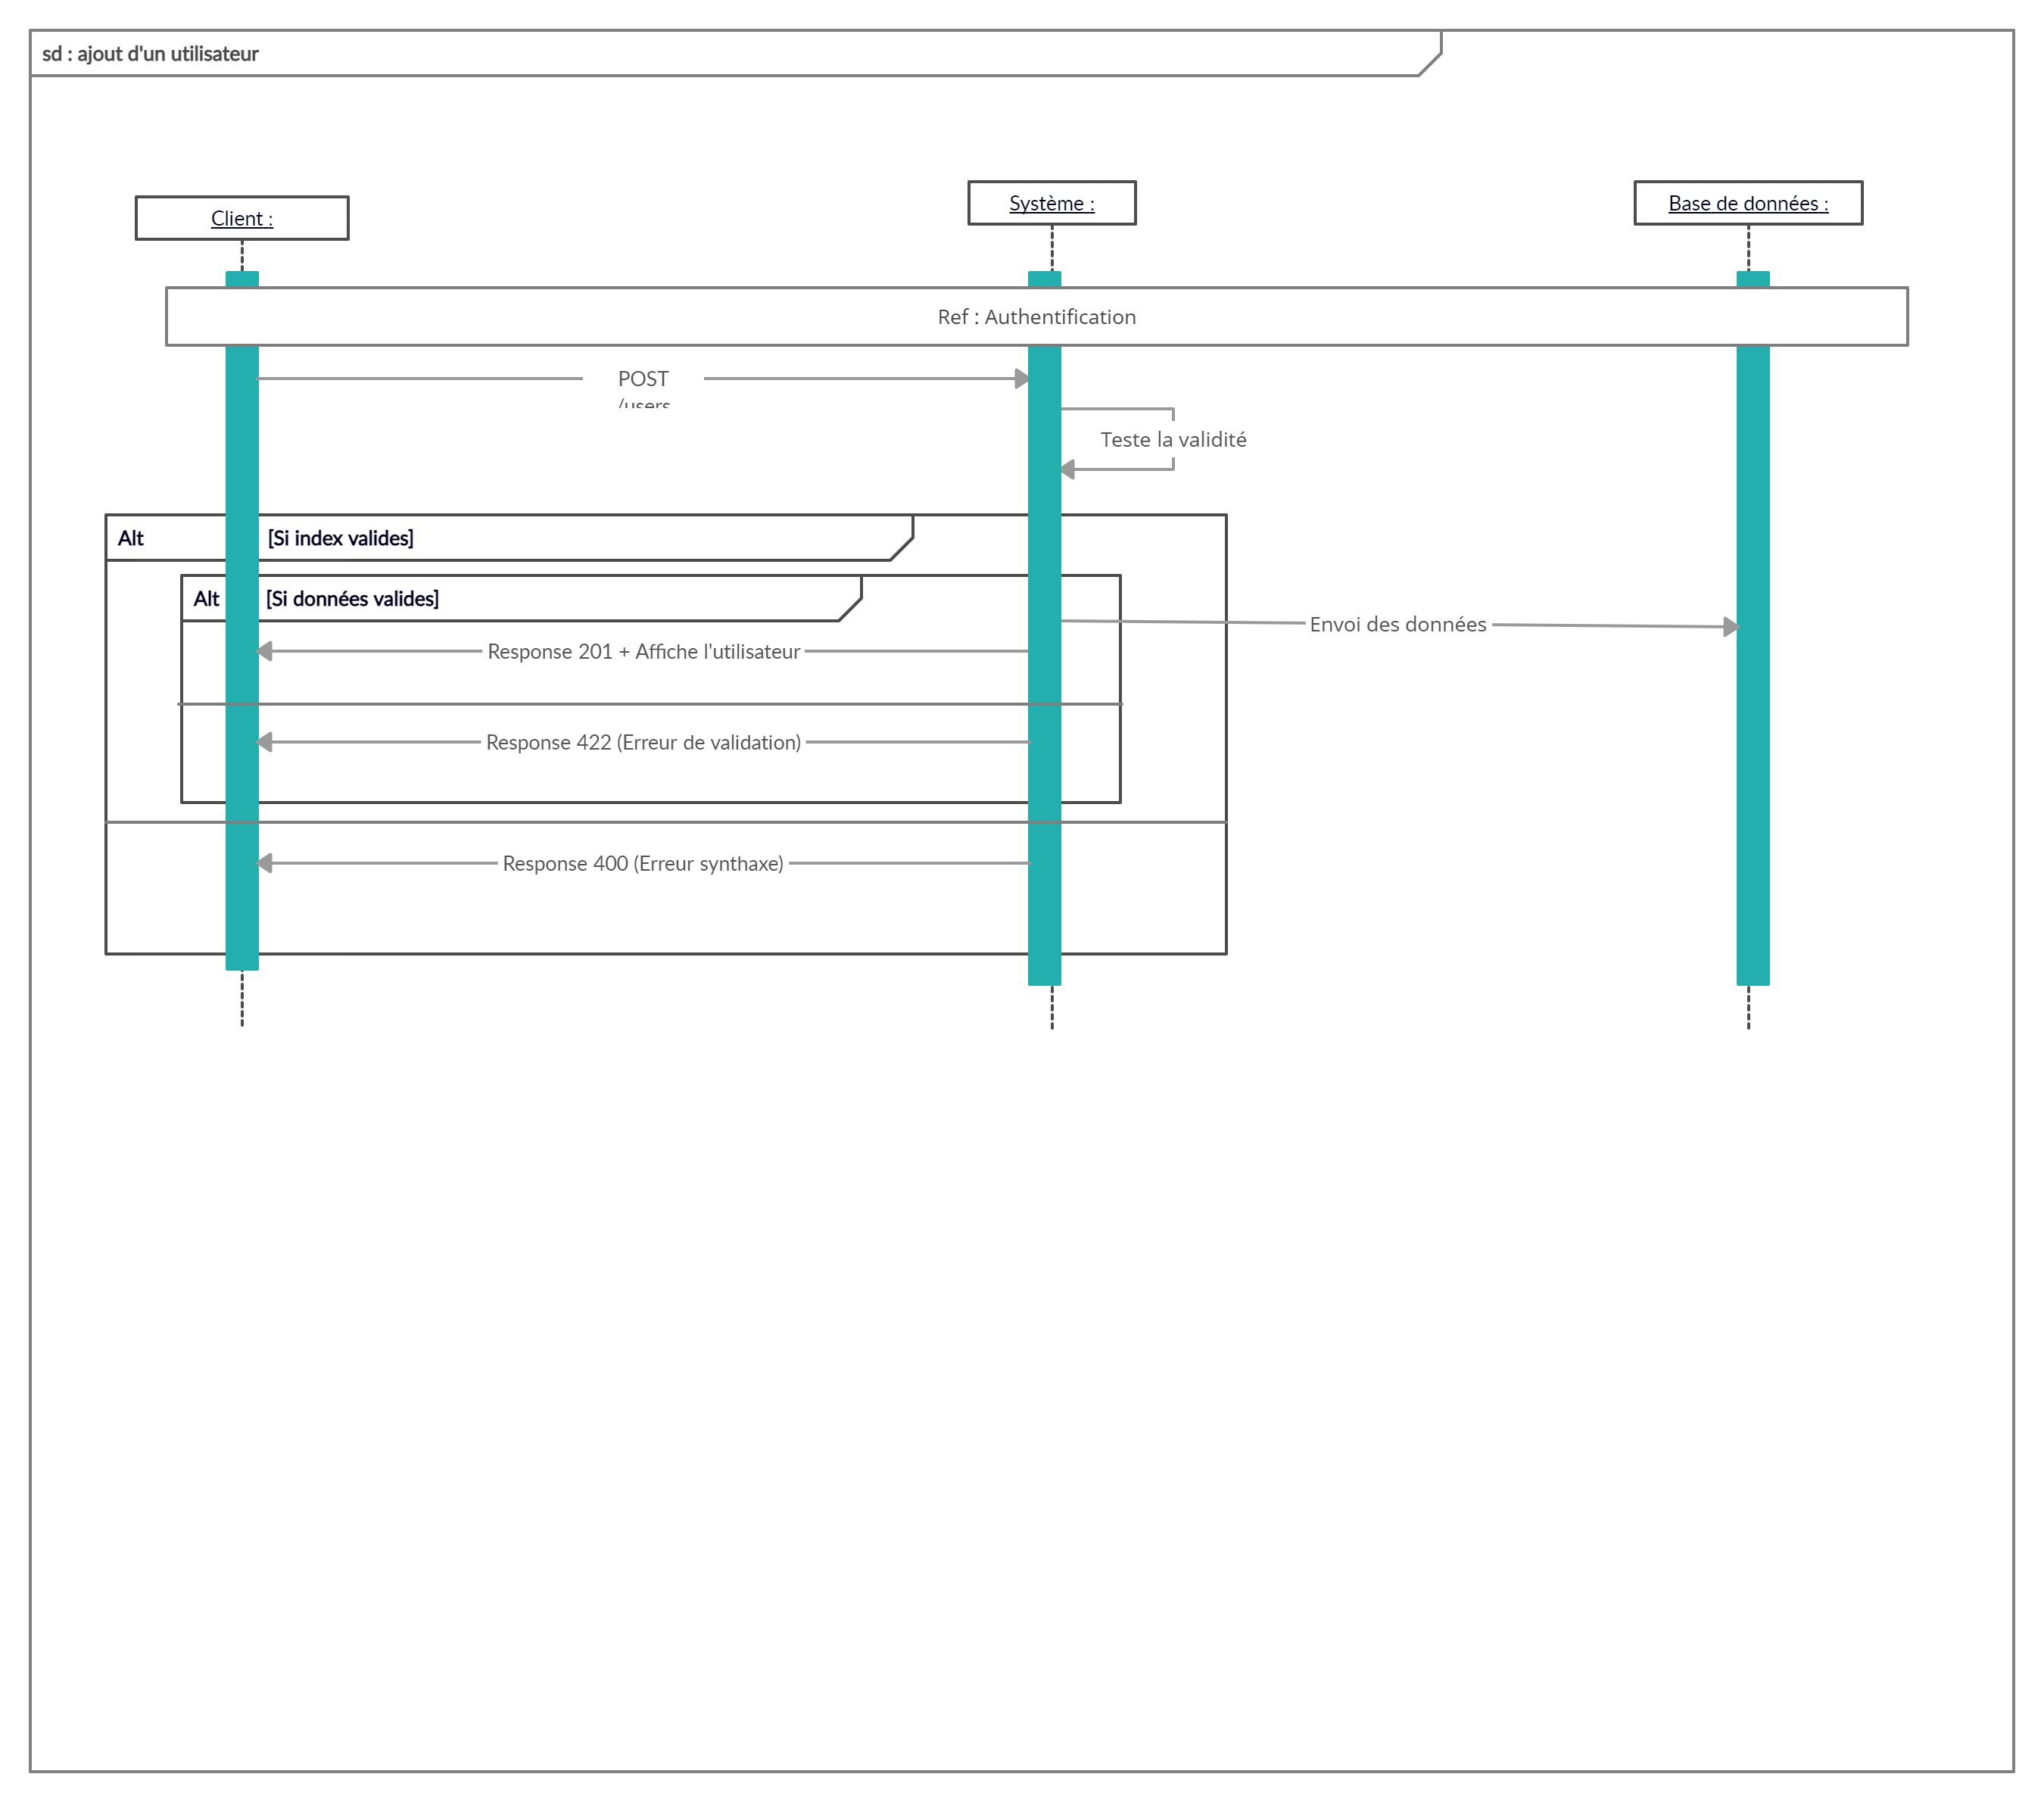 sd : ajout d'un utilisateur
Client :
Système :
Base de données :
Ref : Authentification
POST
/users
Teste la validité
Alt [Si index valides]
Alt [Si données valides]
Envoi des données
Response 201 + Affiche l'utilisateur
Response 422 (Erreur de validation)
Response 400 (Erreur synthaxe)